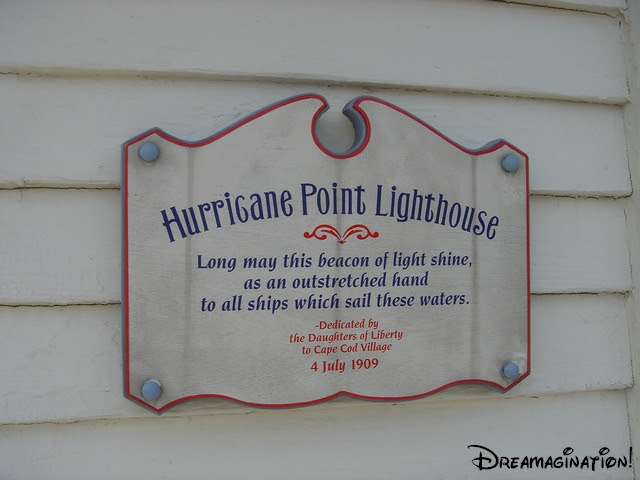 Hurricane Point Lighthouse
Long may this beacon of light shine,
as an outstretched hand
to all ships which sail these waters.
-Dedicated by
the Daughters of Liberty
to Cape Cod Village
4 July 1909
Dreamagination!